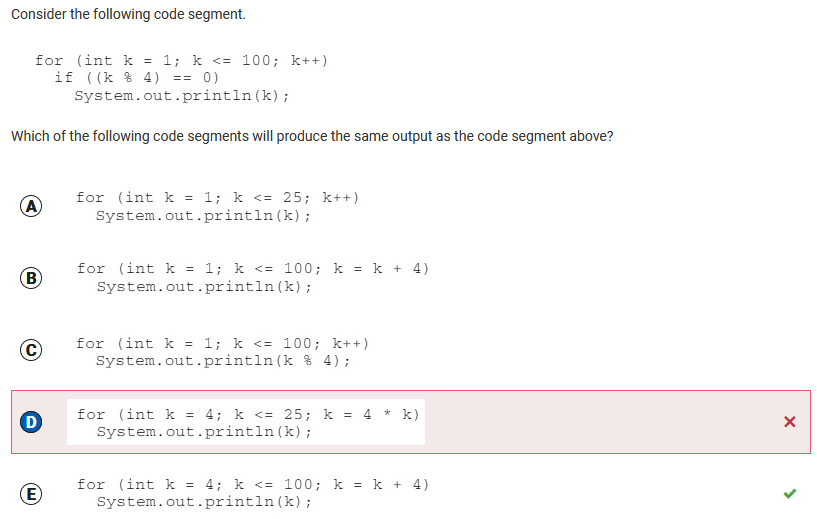 Consider the following code segment.
for (int k = 1; k <= 100; k++)
if ((k % 4) == 0)
System.out.println(k);
Which of the following code segments will produce the same output as the code segment above?
A
for (int k = 1; k <= 25; k++)
System.out.println(k);
B
for (int k = 1; k <= 100; k = k + 4)
System.out.println(k);
C
for (int k = 1; k <= 100; k++)
System.out.println(k % 4);
D
for (int k = 4; k <= 25; k = 4 * k)
System.out.println(k);
E
for (int k = 4; k <= 100; k = k + 4)
System.out.println(k);